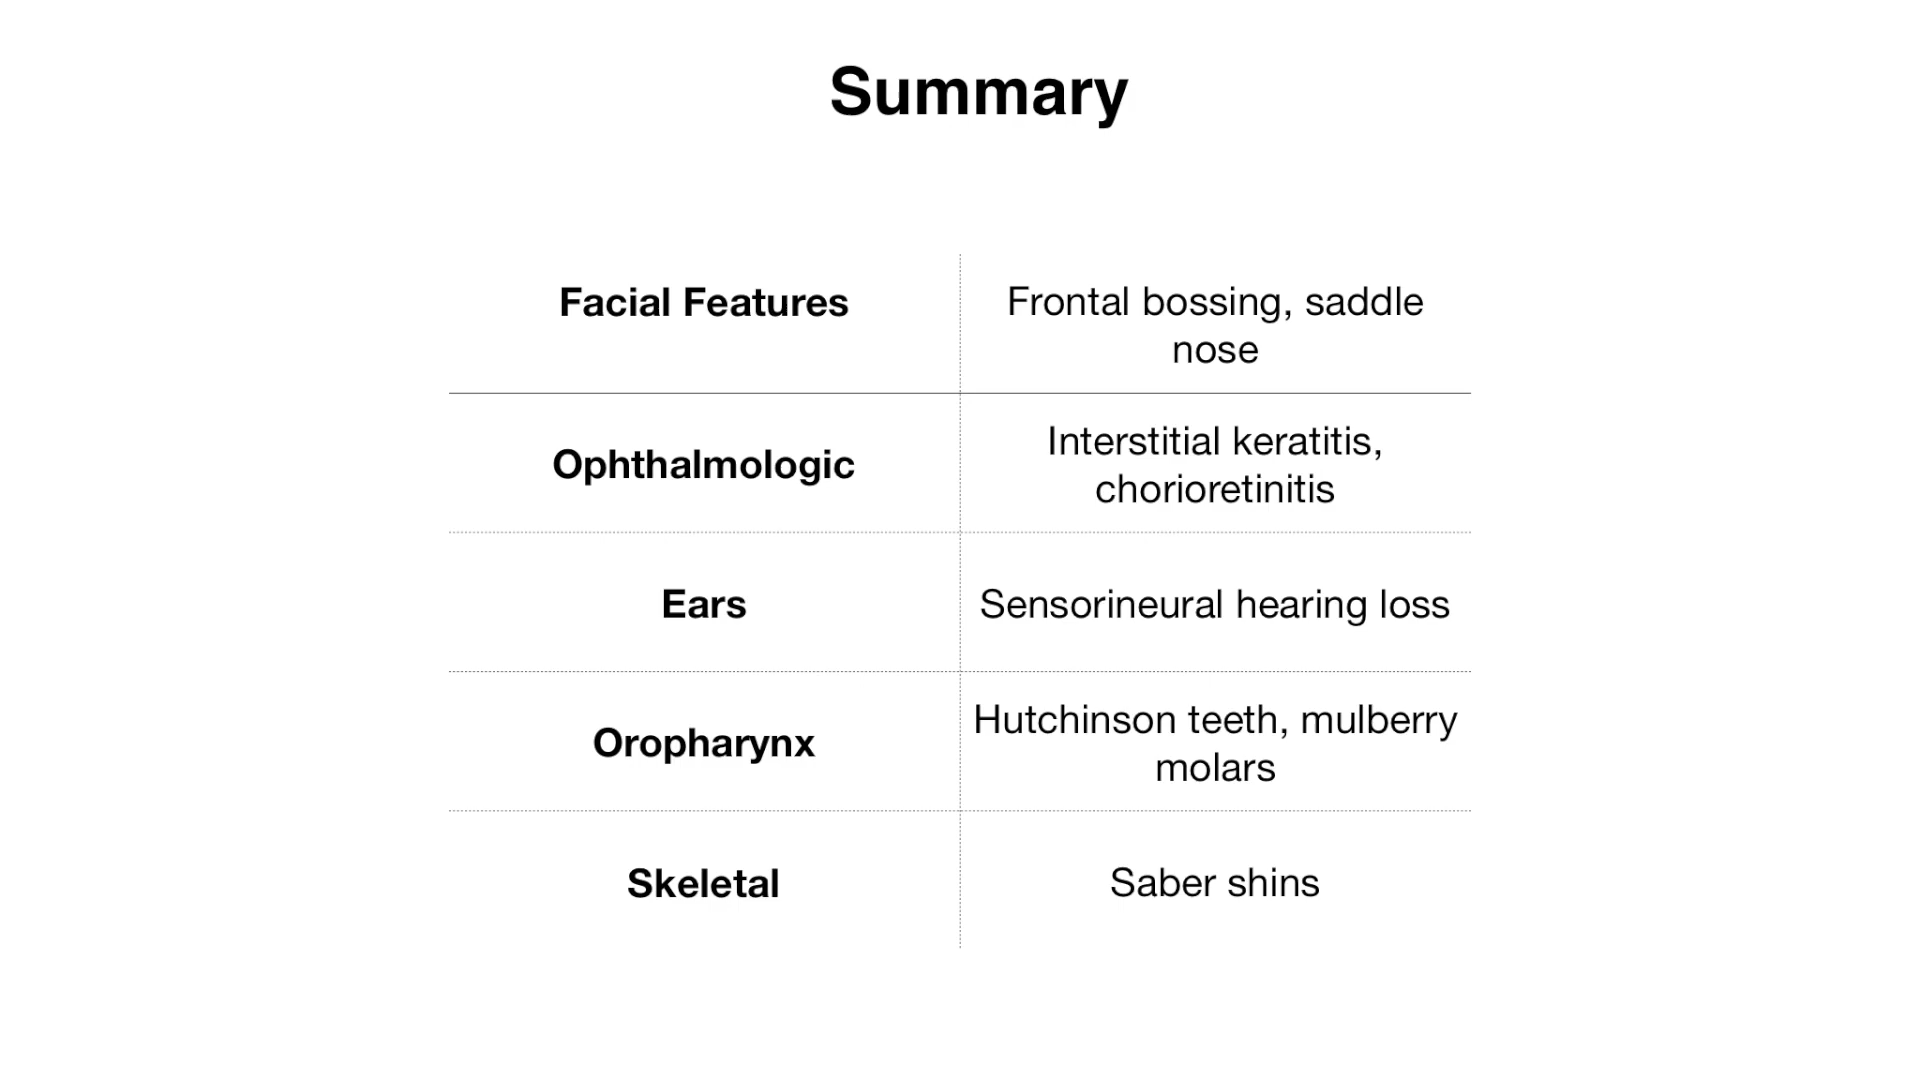 Summary
Facial Features
Frontal bossing, saddle
nose
Ophthalmologic
Interstitial keratitis,
chorioretinitis
Ears
Sensorineural hearing loss
Oropharynx
Hutchinson teeth, mulberry
molars
Skeletal
Saber shins